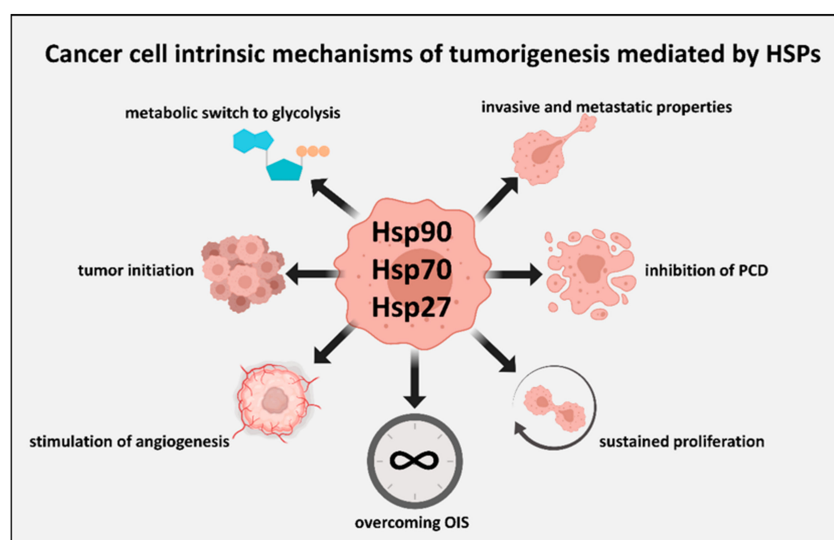 Cancer cell intrinsic mechanisms of tumorigenesis mediated by HSPs
metabolic switch to glycolysis
invasive and metastatic properties
Hsp90
Hsp70
Hsp27
tumor initiation
inhibition of PCD
stimulation of angiogenesis
sustained proliferation
overcoming OIS